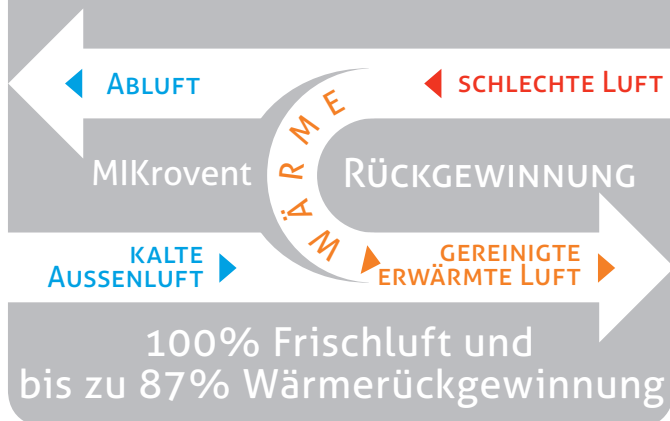 ABLUFT
SCHLECHTE LUFT
WÄRME
MIKrovent
RÜCKGEWINNUNG
KALTE
AUSSENLUFT
GEREINIGTE
ERWÄRMTE LUFT
100% Frischluft und
bis zu 87% Wärmerückgewinnung